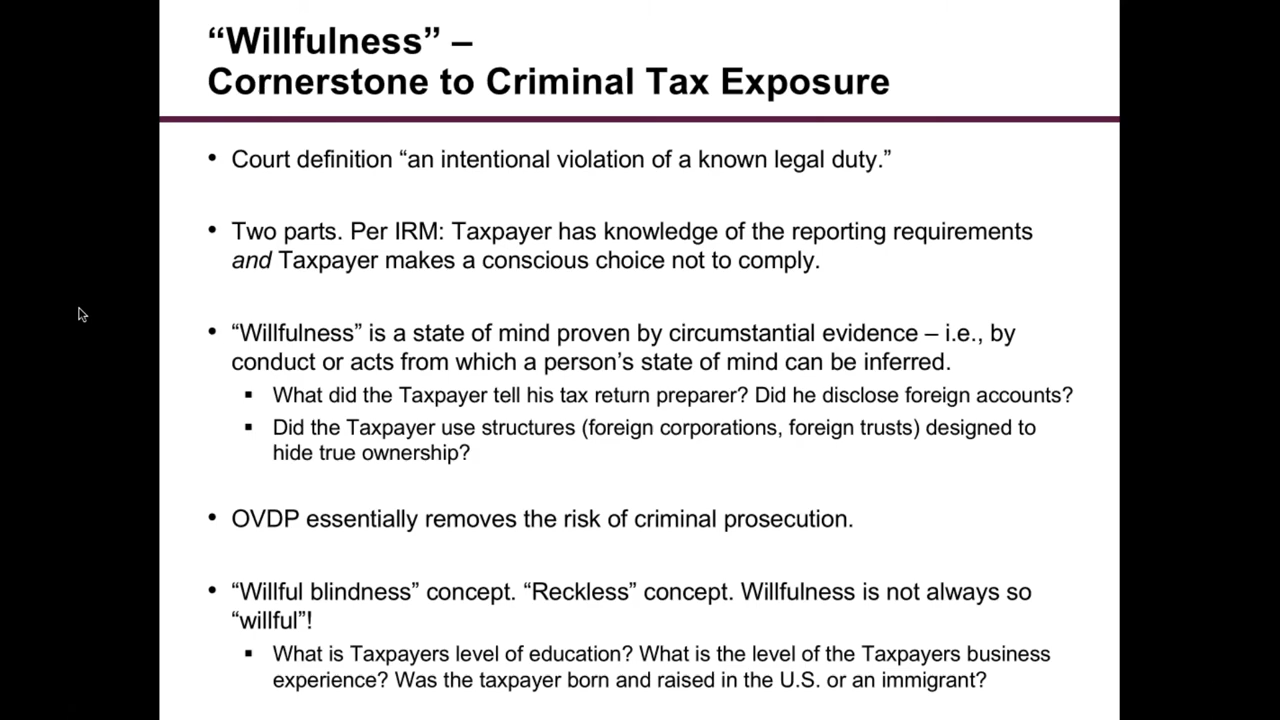 “Willfulness” –
Cornerstone to Criminal Tax Exposure
• Court definition “an intentional violation of a known legal duty.”
• Two parts. Per IRM: Taxpayer has knowledge of the reporting requirements
and Taxpayer makes a conscious choice not to comply.
• “Willfulness” is a state of mind proven by circumstantial evidence – i.e., by
conduct or acts from which a person’s state of mind can be inferred.
▪ What did the Taxpayer tell his tax return preparer? Did he disclose foreign accounts?
▪ Did the Taxpayer use structures (foreign corporations, foreign trusts) designed to
hide true ownership?
• OVDP essentially removes the risk of criminal prosecution.
• “Willful blindness” concept. “Reckless” concept. Willfulness is not always so
“willful”!
▪ What is Taxpayers level of education? What is the level of the Taxpayers business
experience? Was the taxpayer born and raised in the U.S. or an immigrant?